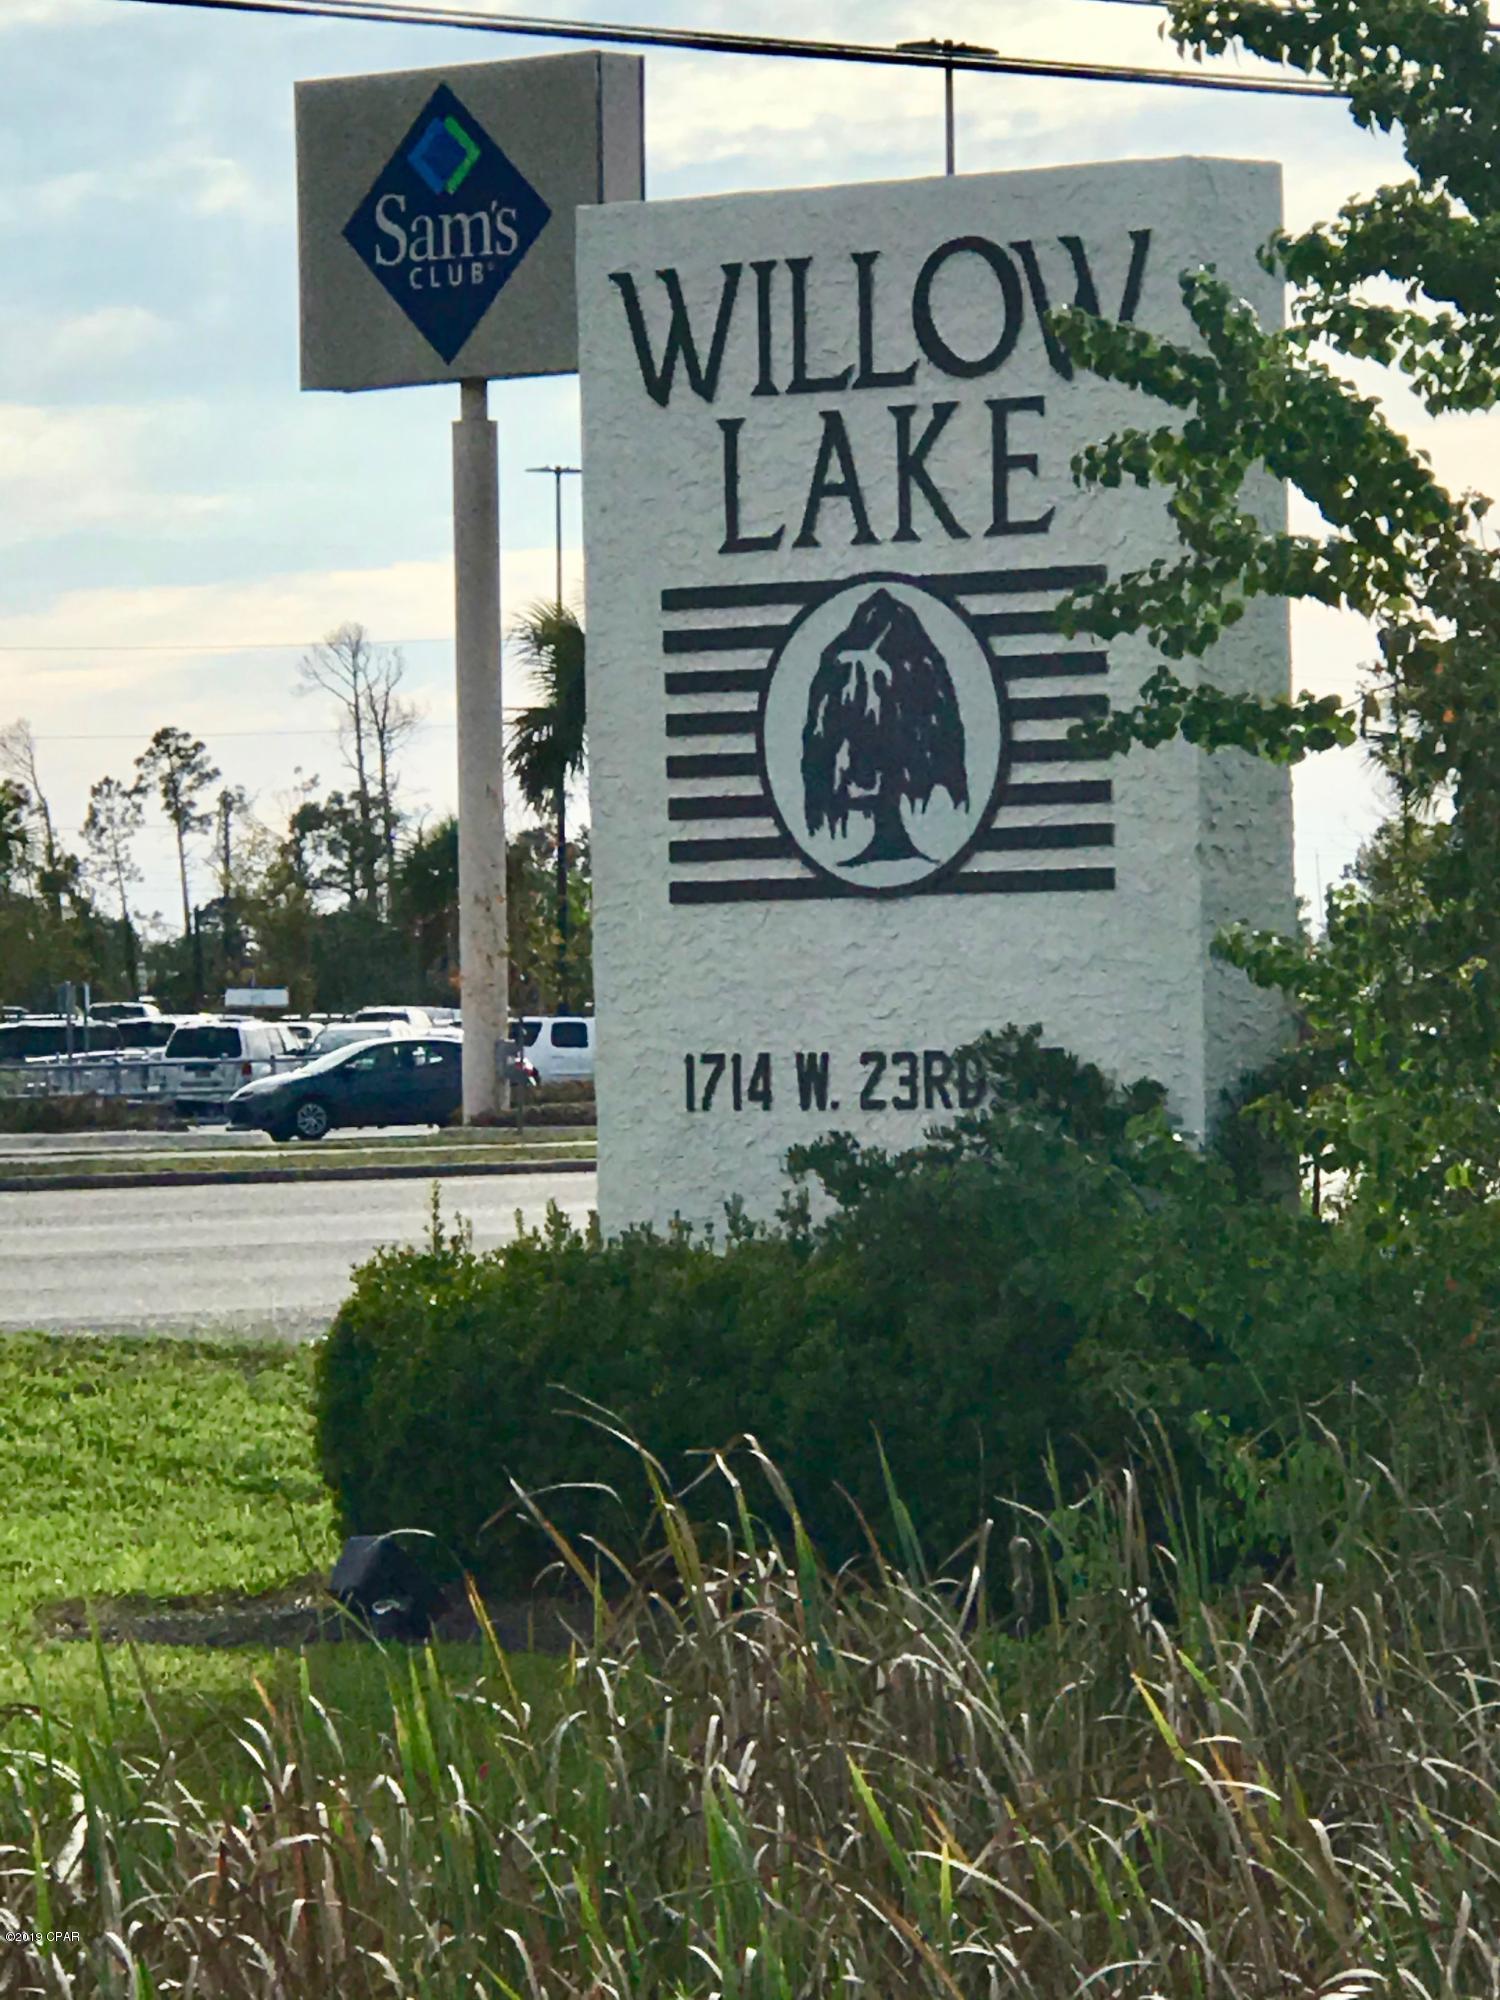 Sam's
CLUB®
WILLOW
LAKE
1714 W. 23RD
©2019 CPAR